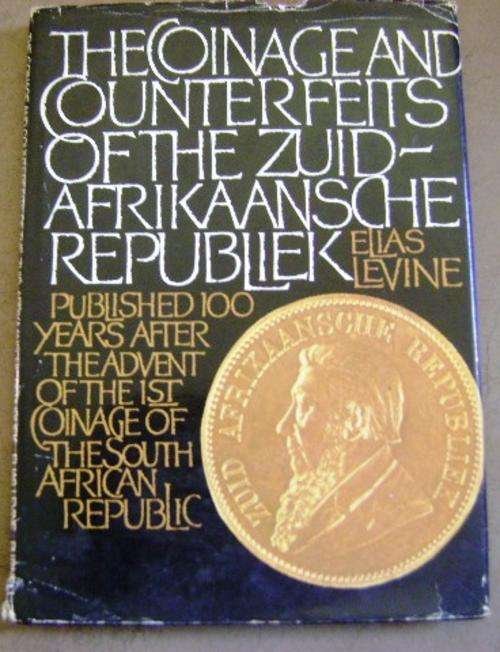 THE COINAGE AND
COUNTERFEITS
OF THE ZUID-
AFRIKAANSCHE
REPUBLIEK
ELIAS
LEVINE
PUBLISHED 100
YEARS AFTER
THE ADVENT
OF THE 1ST
COINAGE OF
THE SOUTH
AFRICAN
REPUBLIC
ZUID AFRIKAANSCHE REPUBLIEK